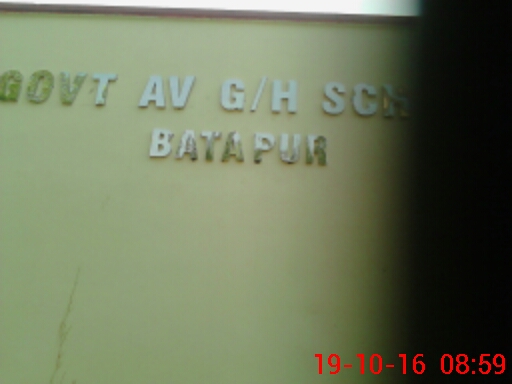 GOVT AV G/H SCH
BATAPUR
19-10-16 08:59